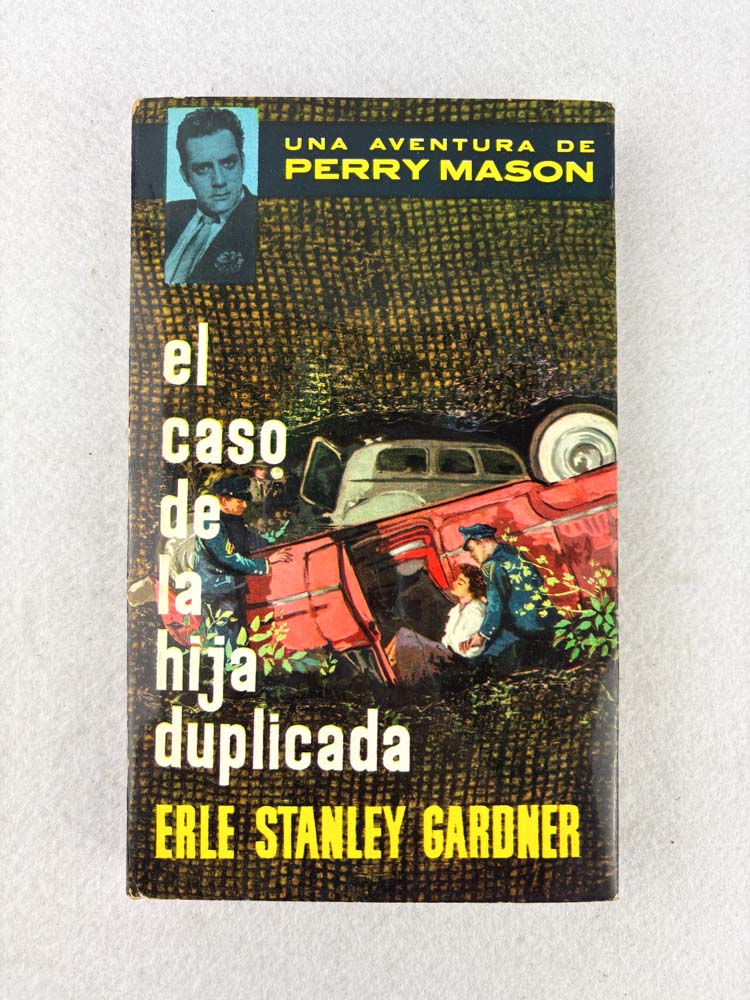 UNA AVENTURA DE
PERRY MASON
el
caso
de
la
hija
duplicada
ERLE STANLEY GARDNER